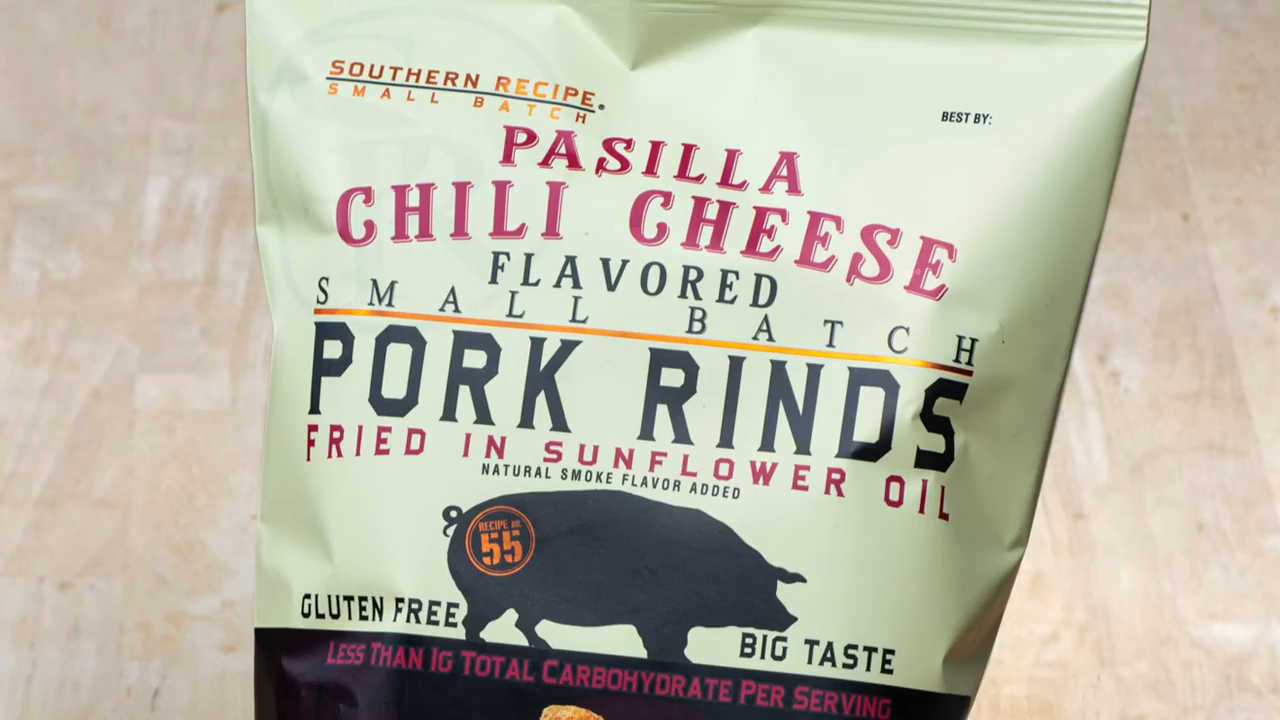 SOUTHERN RECIPE®
SMALL BATCH
BEST BY:
PASILLA
CHILI CHEESE
FLAVORED
SMALL BATCH
PORK RINDS
FRIED IN SUNFLOWER OIL
NATURAL SMOKE FLAVOR ADDED
RECIPE NO.
55
GLUTEN FREE
BIG TASTE
LESS THAN 1G TOTAL CARBOHYDRATE PER SERVING